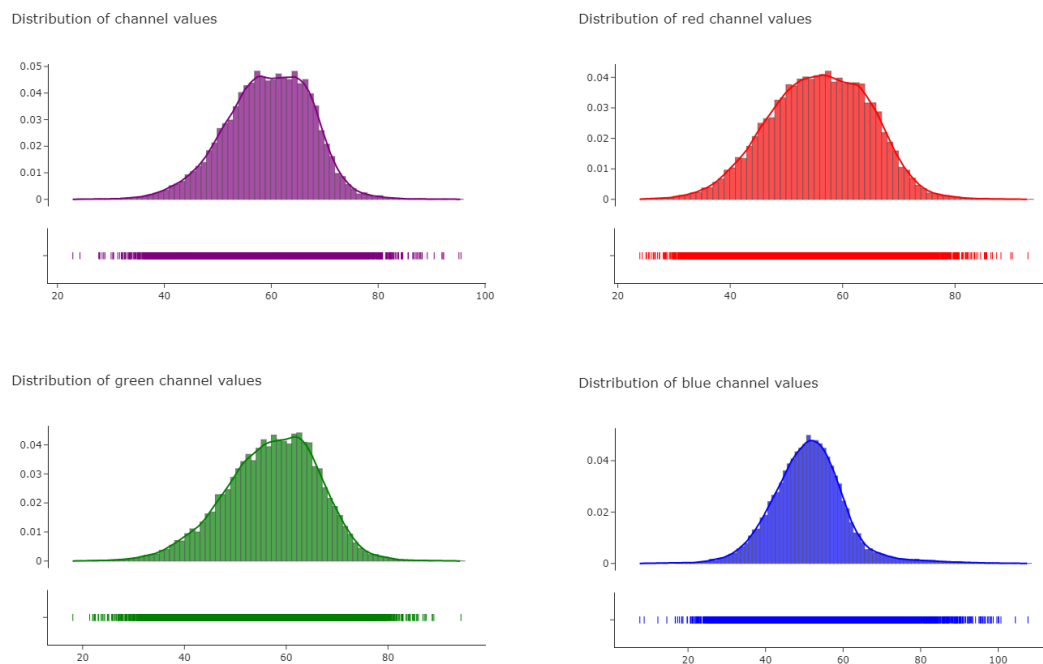 Distribution of channel values
0.05
0.04
0.03
0.02
0.01
0
20 40 60 80 100
Distribution of red channel values
0.04
0.03
0.02
0.01
0
20 40 60 80
Distribution of green channel values
0.04
0.03
0.02
0.01
0
20 40 60 80
Distribution of blue channel values
0.04
0.02
0
20 40 60 80 100